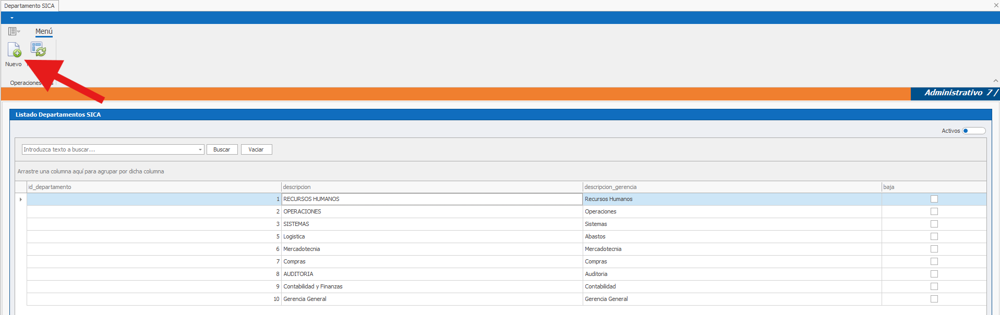 Departamento SICA
Menú
Nuevo
Operaciones
Administrativo 7 /
Listado Departamentos SICA
Activos
Introduzca texto a buscar... Buscar Vaciar
Arrastre una columna aquí para agrupar por dicha columna
id_departamento descripcion descripcion_gerencia baja
1 RECURSOS HUMANOS Recursos Humanos
2 OPERACIONES Operaciones
3 SISTEMAS Sistemas
5 Logistica Abastos
6 Mercadotecnia Mercadotecnia
7 Compras Compras
8 AUDITORIA Auditoria
9 Contabilidad y Finanzas Contabilidad
10 Gerencia General Gerencia General